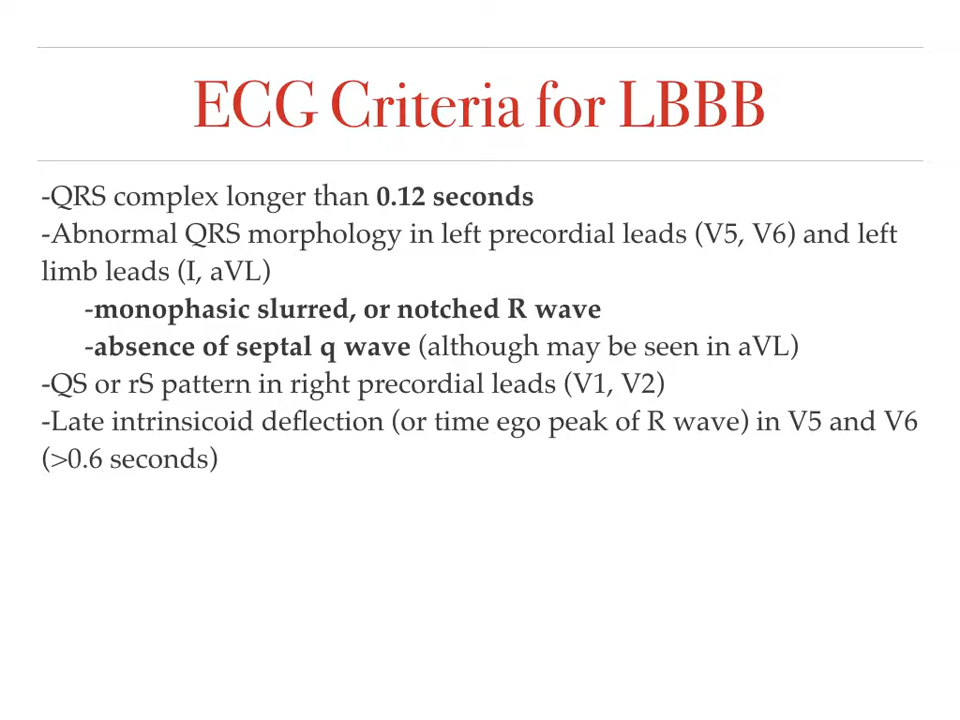 ECG Criteria for LBBB
-QRS complex longer than 0.12 seconds
-Abnormal QRS morphology in left precordial leads (V5, V6) and left
limb leads (I, aVL)
-monophasic slurred, or notched R wave
-absence of septal q wave (although may be seen in aVL)
-QS or rS pattern in right precordial leads (V1, V2)
-Late intrinsicoid deflection (or time ego peak of R wave) in V5 and V6
(>0.6 seconds)